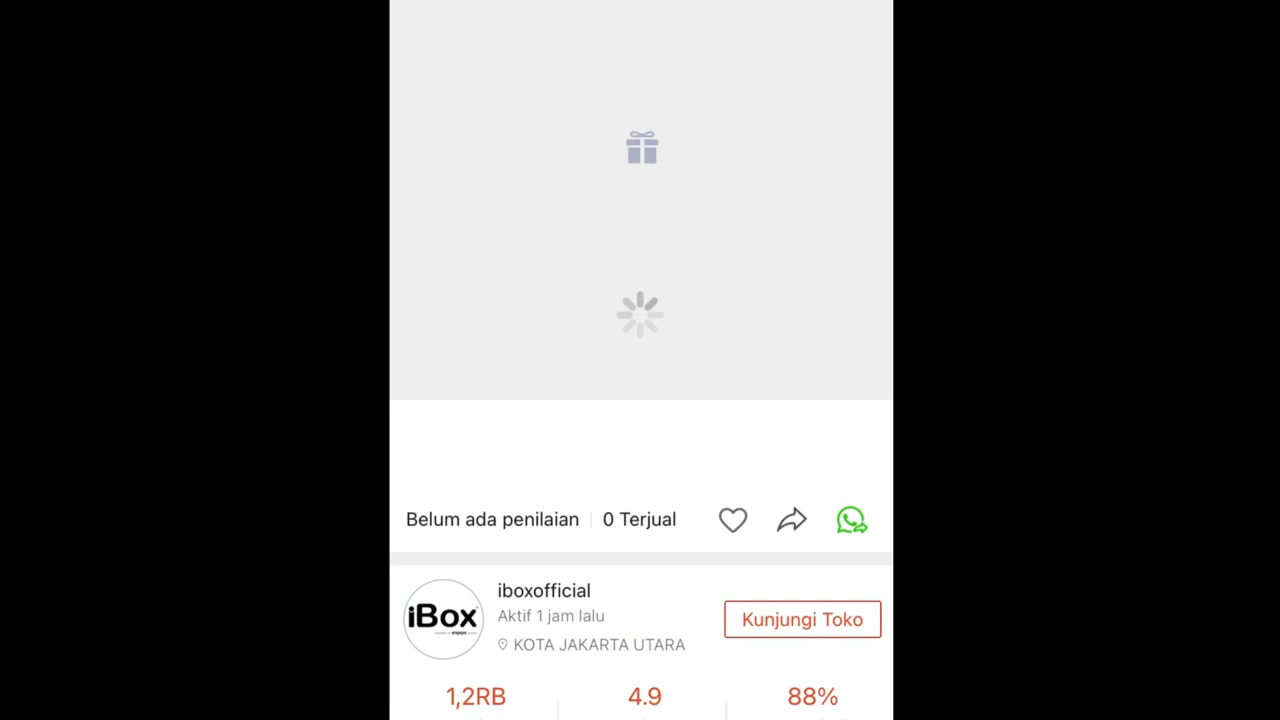 Belum ada penilaian
0 Terjual
iboxofficial
Aktif 1 jam lalu
KOTA JAKARTA UTARA
iBox
Kunjungi Toko
1,2RB
4.9
88%